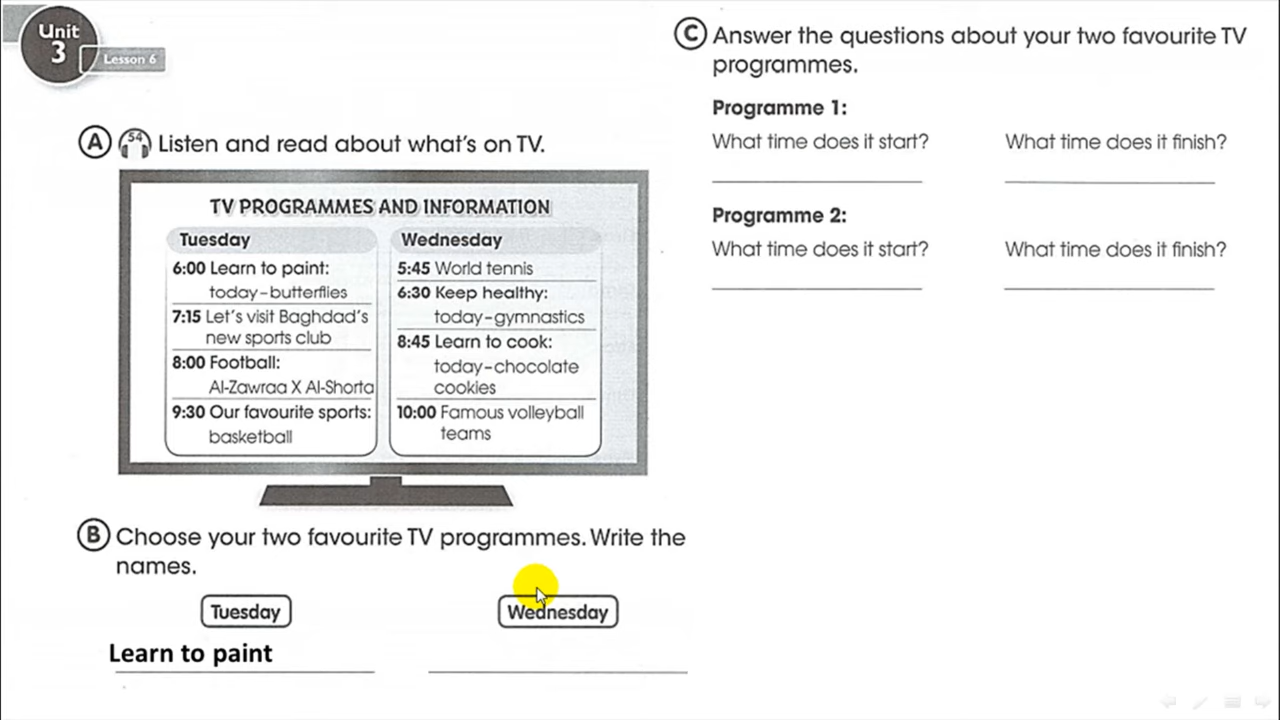 Unit
3
Lesson 6
A 54 Listen and read about what's on TV.
TV PROGRAMMES AND INFORMATION
Tuesday
6:00 Learn to paint:
today–butterflies
7:15 Let's visit Baghdad's
new sports club
8:00 Football:
Al-Zawraa X Al-Shorta
9:30 Our favourite sports:
basketball
Wednesday
5:45 World tennis
6:30 Keep healthy:
today–gymnastics
8:45 Learn to cook:
today–chocolate
cookies
10:00 Famous volleyball
teams
B Choose your two favourite TV programmes. Write the
names.
Tuesday
Learn to paint
Wednesday
C Answer the questions about your two favourite TV
programmes.
Programme 1:
What time does it start? What time does it finish?
Programme 2:
What time does it start? What time does it finish?